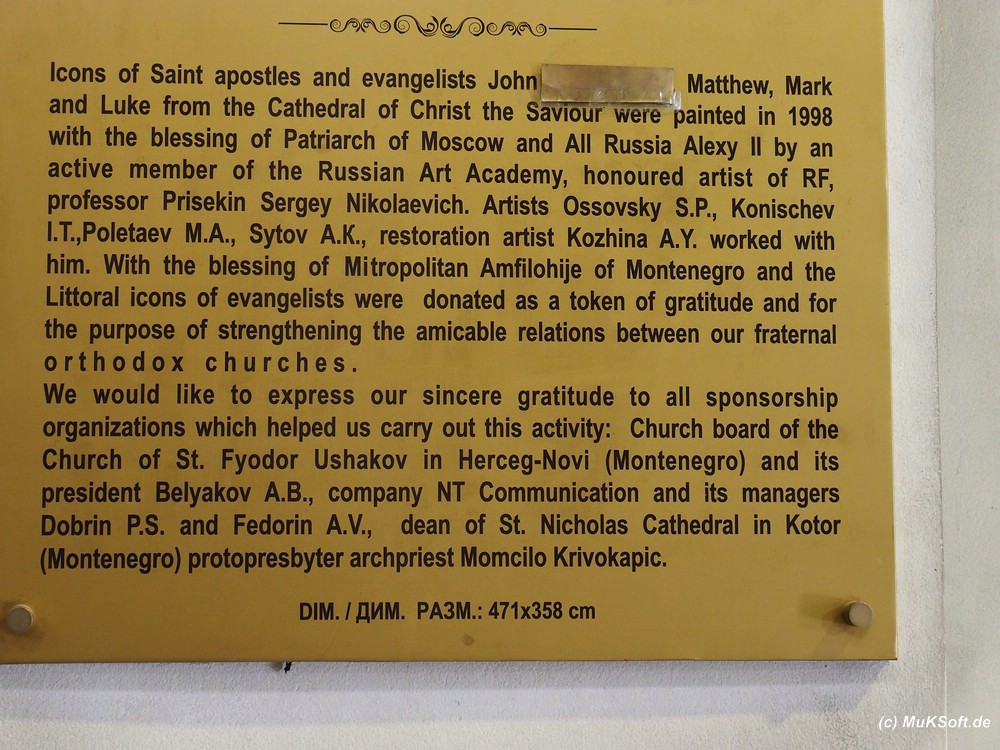 Icons of Saint apostles and evangelists John Matthew, Mark
and Luke from the Cathedral of Christ the Saviour were painted in 1998
with the blessing of Patriarch of Moscow and All Russia Alexy II by an
active member of the Russian Art Academy, honoured artist of RF,
professor Prisekin Sergey Nikolaevich. Artists Ossovsky S.P., Konischev
I.T.,Poletaev M.A., Sytov A.K., restoration artist Kozhina A.Y. worked with
him. With the blessing of Mitropolitan Amfilohije of Montenegro and the
Littoral icons of evangelists were donated as a token of gratitude and for
the purpose of strengthening the amicable relations between our fraternal
orthodox churches.
We would like to express our sincere gratitude to all sponsorship
organizations which helped us carry out this activity: Church board of the
Church of St. Fyodor Ushakov in Herceg-Novi (Montenegro) and its
president Belyakov A.B., company NT Communication and its managers
Dobrin P.S. and Fedorin A.V., dean of St. Nicholas Cathedral in Kotor
(Montenegro) protopresbyter archpriest Momcilo Krivokapic.
DIM. / ДИМ. РАЗМ.: 471x358 cm
(c) MuKSoft.de